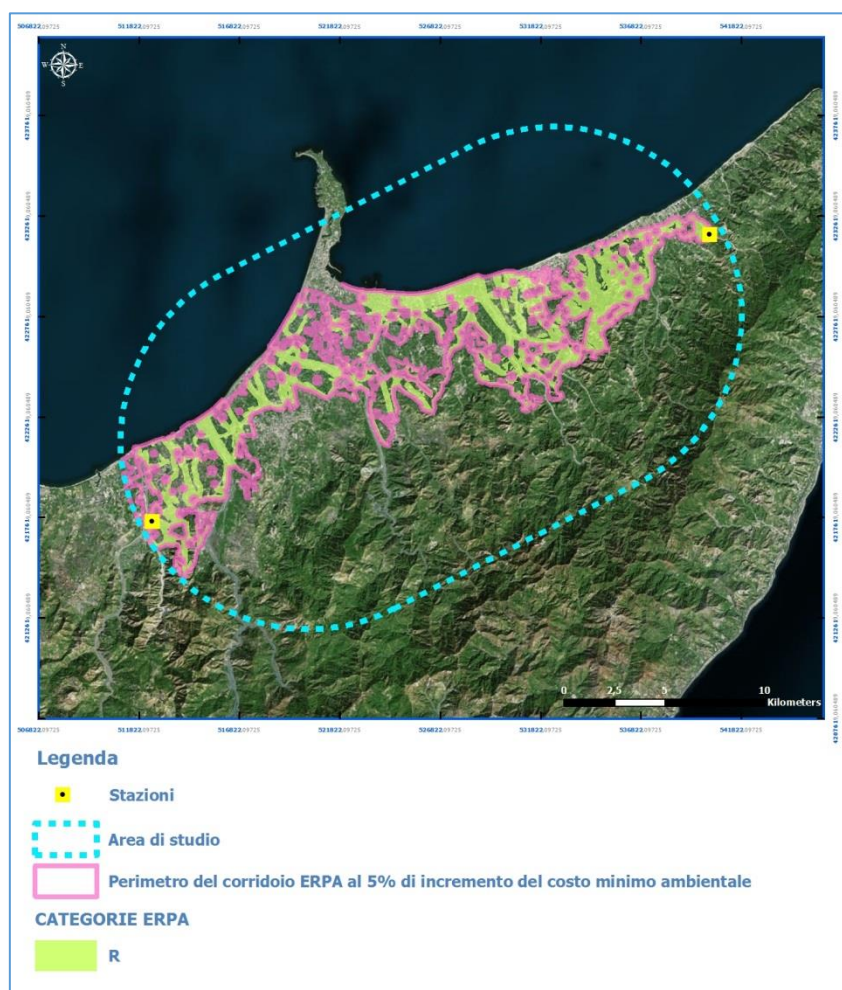 506822,09725 511822,09725 516822,09725 521822,09725 526822,09725 531822,09725 536822,09725 541822,09725
N
W E
S
0 2,5 5 10
Kilometers
506822,09725 511822,09725 516822,09725 521822,09725 526822,09725 531822,09725 536822,09725 541822,09725
Legenda
Stazioni
Area di studio
Perimetro del corridoio ERPA al 5% di incremento del costo minimo ambientale
CATEGORIE ERPA
R